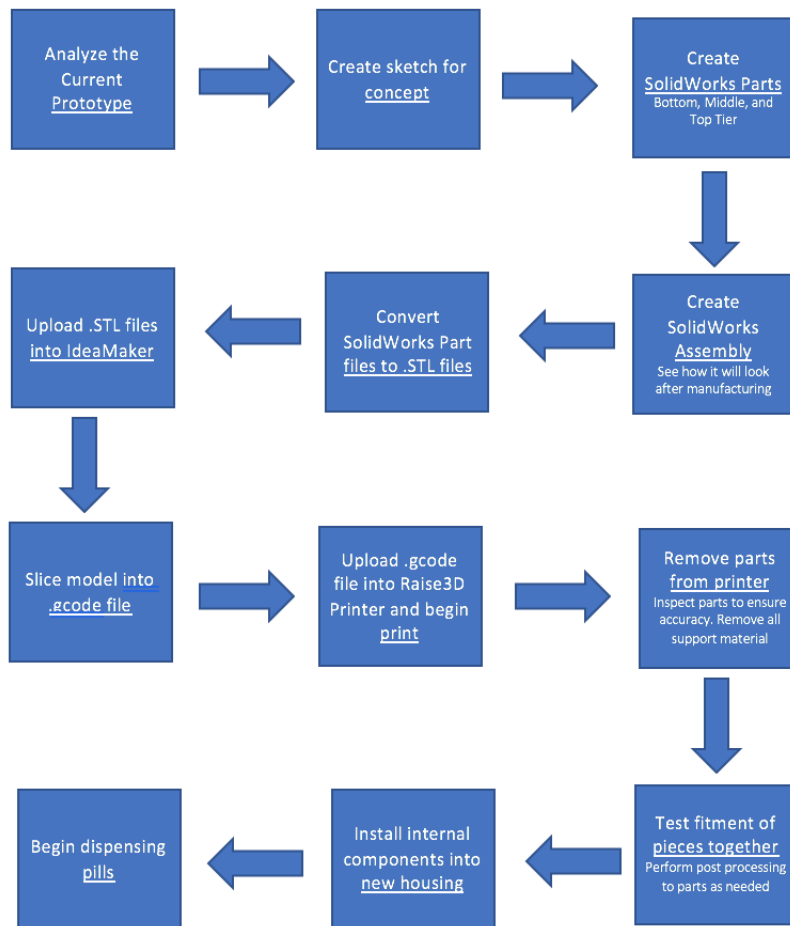 Analyze the
Current
Prototype
Create sketch for
concept
Create
SolidWorks Parts
Bottom, Middle, and
Top Tier
Create
SolidWorks
Assembly
See how it will look
after manufacturing
Convert
SolidWorks Part
files to .STL files
Upload .STL files
into IdeaMaker
Slice model into
.gcode file
Upload .gcode
file into Raise3D
Printer and begin
print
Remove parts
from printer
Inspect parts to ensure
accuracy. Remove all
support material
Test fitment of
pieces together
Perform post processing
to parts as needed
Install internal
components into
new housing
Begin dispensing
pills